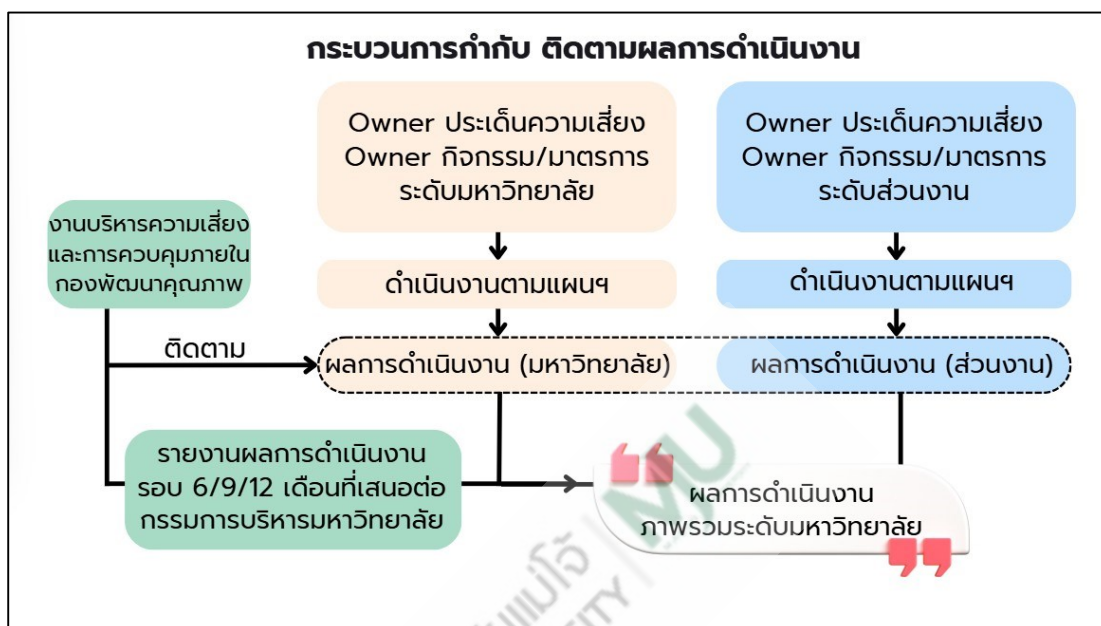 กระบวนการกำกับ ติดตามผลการดำเนินงาน
Owner ประเด็นความเสี่ยง
Owner กิจกรรม/มาตรการ
ระดับมหาวิทยาลัย
Owner ประเด็นความเสี่ยง
Owner กิจกรรม/มาตรการ
ระดับส่วนงาน
งานบริหารความเสี่ยง
และการควบคุมภายใน
กองพัฒนาคุณภาพ
ดำเนินงานตามแผนฯ
ดำเนินงานตามแผนฯ
ติดตาม
ผลการดำเนินงาน (มหาวิทยาลัย)
ผลการดำเนินงาน (ส่วนงาน)
รายงานผลการดำเนินงาน
รอบ 6/9/12 เดือนที่เสนอต่อ
กรรมการบริหารมหาวิทยาลัย
ผลการดำเนินงาน
ภาพรวมระดับมหาวิทยาลัย
MJU